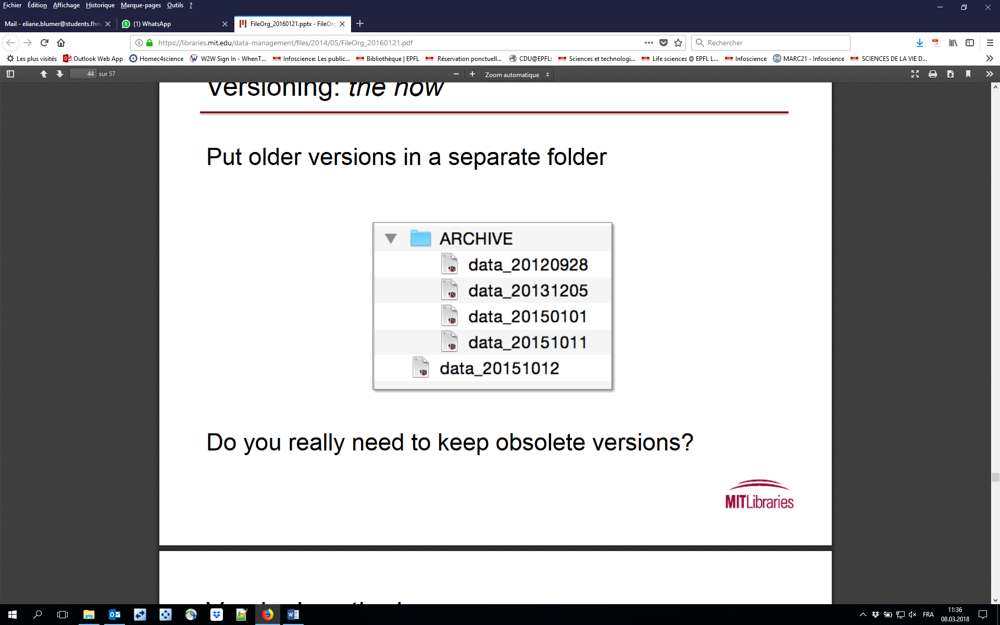 Fichier Édition Affichage Historique Marque-pages Outils ?
Mail - eliane.blumer@students.fhn
(1) WhatsApp
FileOrg_20160121.pptx - FileOrg
https://libraries.mit.edu/data-management/files/2014/05/FileOrg_20160121.pdf
Rechercher
Les plus visités Outlook Web App Homec4science W2W Sign In - WhenT... Infoscience: Les public... Bibliothèque | EPFL Réservation ponctuell... CDU@EPFL: Sciences et technologi... Life sciences @ EPFL L... Infoscience MARC21 - Infoscience SCIENCES DE LA VIE D...
44 sur 57
Zoom automatique
Versioning: the how
Put older versions in a separate folder
ARCHIVE
data_20120928
data_20131205
data_20150101
data_20151011
data_20151012
Do you really need to keep obsolete versions?
MITLibraries
FRA
11:36
08.03.2018